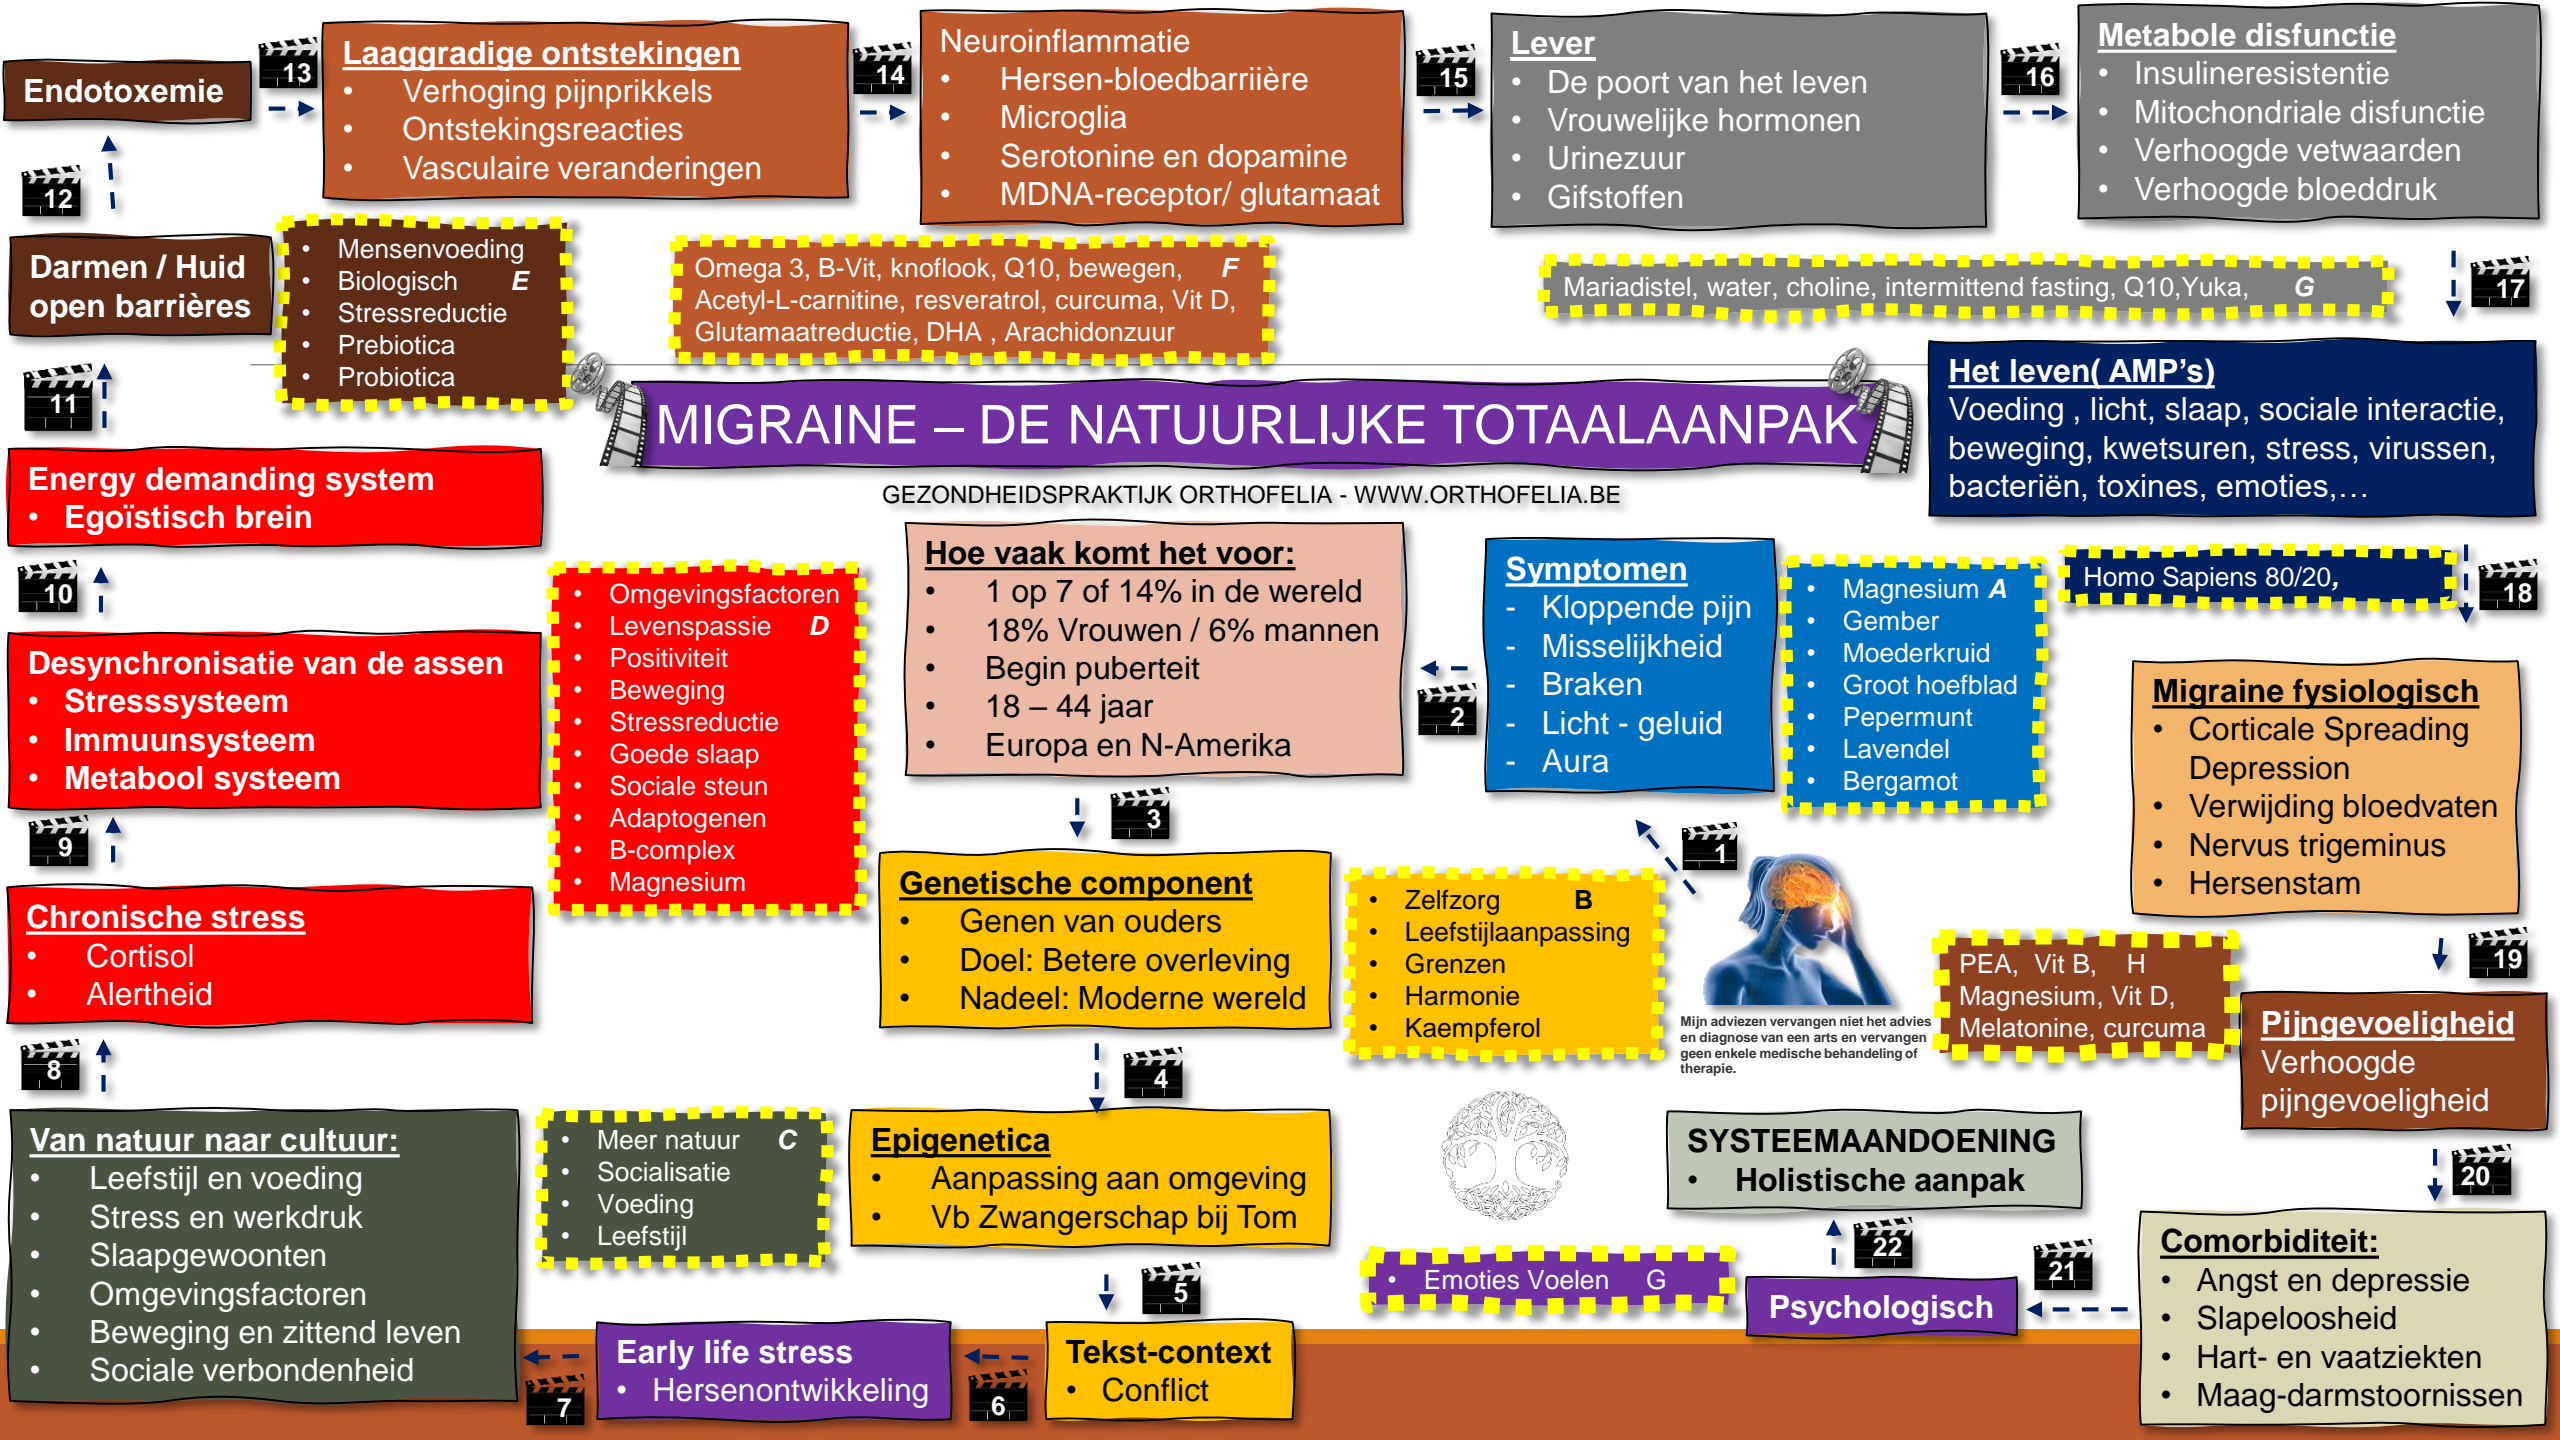 Endotoxemie
13
Laaggradige ontstekingen
• Verhoging pijnprikkels
• Ontstekingsreacties
• Vasculaire veranderingen
14
Neuroinflammatie
• Hersen-bloedbarriière
• Microglia
• Serotonine en dopamine
• MDNA-receptor/ glutamaat
15
Lever
• De poort van het leven
• Vrouwelijke hormonen
• Urinezuur
• Gifstoffen
16
Metabole disfunctie
• Insulineresistentie
• Mitochondriale disfunctie
• Verhoogde vetwaarden
• Verhoogde bloeddruk
12
Darmen / Huid
open barrières
• Mensenvoeding
• Biologisch E
• Stressreductie
• Prebiotica
• Probiotica
Omega 3, B-Vit, knoflook, Q10, bewegen, F
Acetyl-L-carnitine, resveratrol, curcuma, Vit D,
Glutamaatreductie, DHA , Arachidonzuur
Mariadistel, water, choline, intermittend fasting, Q10,Yuka, G
17
11
MIGRAINE – DE NATUURLIJKE TOTAALAANPAK
GEZONDHEIDSPRAKTIJK ORTHOFELIA - WWW.ORTHOFELIA.BE
Het leven( AMP's)
Voeding , licht, slaap, sociale interactie,
beweging, kwetsuren, stress, virussen,
bacteriën, toxines, emoties,…
Energy demanding system
• Egoïstisch brein
10
Hoe vaak komt het voor:
• 1 op 7 of 14% in de wereld
• 18% Vrouwen / 6% mannen
• Begin puberteit
• 18 – 44 jaar
• Europa en N-Amerika
2
Symptomen
- Kloppende pijn
- Misselijkheid
- Braken
- Licht - geluid
- Aura
• Magnesium A
• Gember
• Moederkruid
• Groot hoefblad
• Pepermunt
• Lavendel
• Bergamot
Homo Sapiens 80/20,
18
Desynchronisatie van de assen
• Stresssysteem
• Immuunsysteem
• Metabool systeem
• Omgevingsfactoren
• Levenspassie D
• Positiviteit
• Beweging
• Stressreductie
• Goede slaap
• Sociale steun
• Adaptogenen
• B-complex
• Magnesium
Migraine fysiologisch
• Corticale Spreading
Depression
• Verwijding bloedvaten
• Nervus trigeminus
• Hersenstam
9
3
1
Chronische stress
• Cortisol
• Alertheid
Genetische component
• Genen van ouders
• Doel: Betere overleving
• Nadeel: Moderne wereld
• Zelfzorg B
• Leefstijlaanpassing
• Grenzen
• Harmonie
• Kaempferol
Mijn adviezen vervangen niet het advies
en diagnose van een arts en vervangen
geen enkele medische behandeling of
therapie.
PEA, Vit B, H
Magnesium, Vit D,
Melatonine, curcuma
19
Pijngevoeligheid
Verhoogde
pijngevoeligheid
8
4
Van natuur naar cultuur:
• Leefstijl en voeding
• Stress en werkdruk
• Slaapgewoonten
• Omgevingsfactoren
• Beweging en zittend leven
• Sociale verbondenheid
• Meer natuur C
• Socialisatie
• Voeding
• Leefstijl
Epigenetica
• Aanpassing aan omgeving
• Vb Zwangerschap bij Tom
SYSTEEMAANDOENING
• Holistische aanpak
20
22
21
Comorbiditeit:
• Angst en depressie
• Slapeloosheid
• Hart- en vaatziekten
• Maag-darmstoornissen
5
• Emoties Voelen G
Psychologisch
7
Early life stress
• Hersenontwikkeling
6
Tekst-context
• Conflict